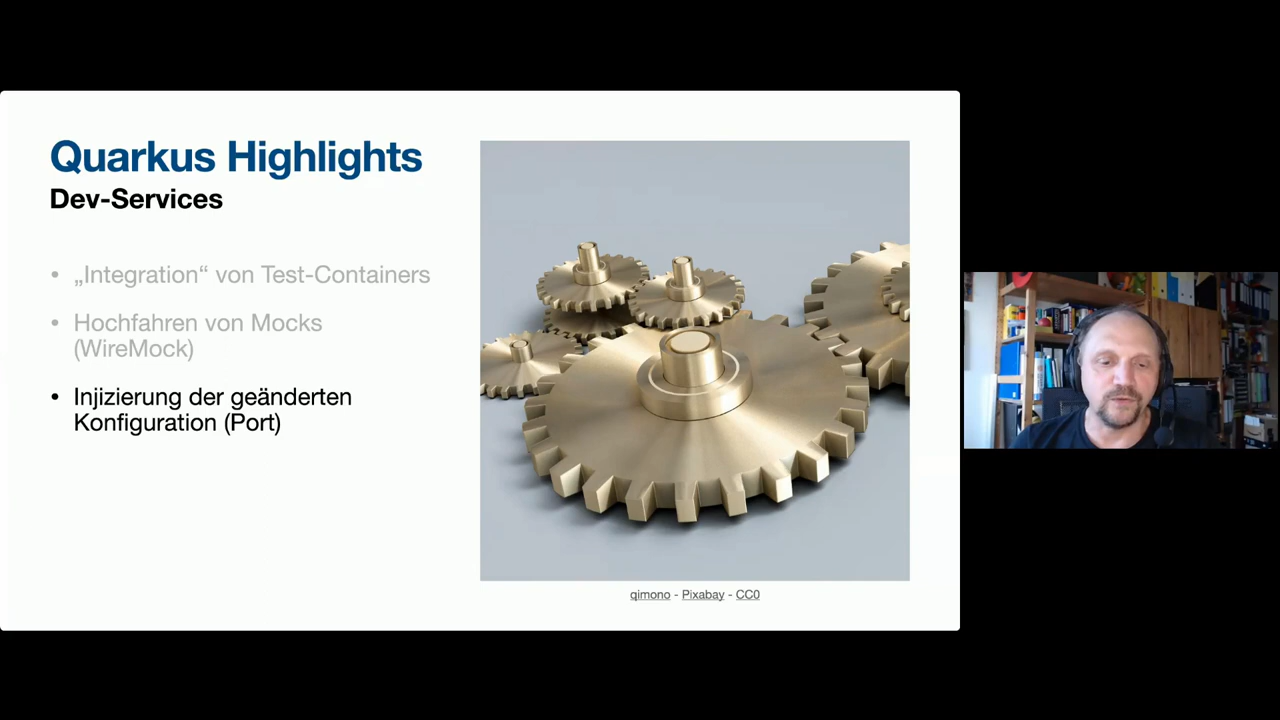 Quarkus Highlights
Dev-Services
• „Integration“ von Test-Containers
• Hochfahren von Mocks
(WireMock)
• Injizierung der geänderten
Konfiguration (Port)
qimono - Pixabay - CC0